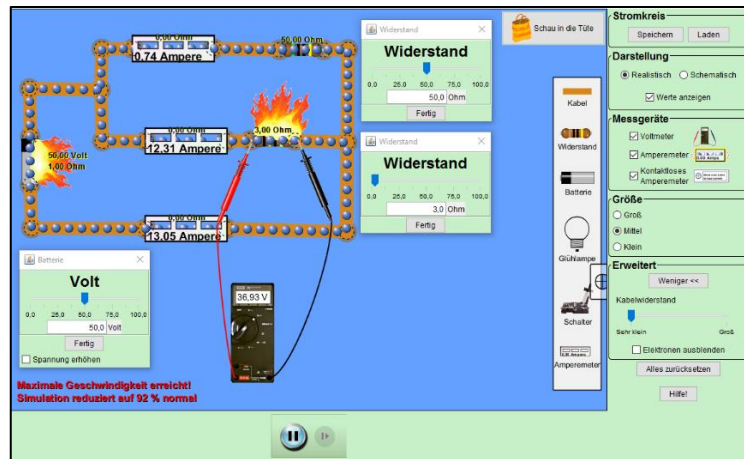 0,00 Ohm
0,74 Ampere
50,00 Ohm
3,00 Ohm
0,00 Ohm
12,31 Ampere
50,00 Volt
1,00 Ohm
0,00 Ohm
13,05 Ampere
Widerstand
Widerstand
0,0 25,0 50,0 75,0 100,0
50,0 Ohm
Fertig
Widerstand
Widerstand
0,0 25,0 50,0 75,0 100,0
3,0 Ohm
Fertig
Batterie
Volt
0,0 25,0 50,0 75,0 100,0
50,0 Volt
Fertig
Spannung erhöhen
36,93 V
Maximale Geschwindigkeit erreicht!
Simulation reduziert auf 92 % normal
Schau in die Tüte
Kabel
Widerstand
Batterie
Glühlampe
Schalter
Amperemeter
Stromkreis
Speichern Laden
Darstellung
Realistisch Schematisch
Werte anzeigen
Messgeräte
Voltmeter
Amperemeter
Kontaktloses
Amperemeter
Größe
Groß
Mittel
Klein
Erweitert
Weniger <<
Kabelwiderstand
Sehr klein Groß
Elektronen ausblenden
Alles zurücksetzen
Hilfe!